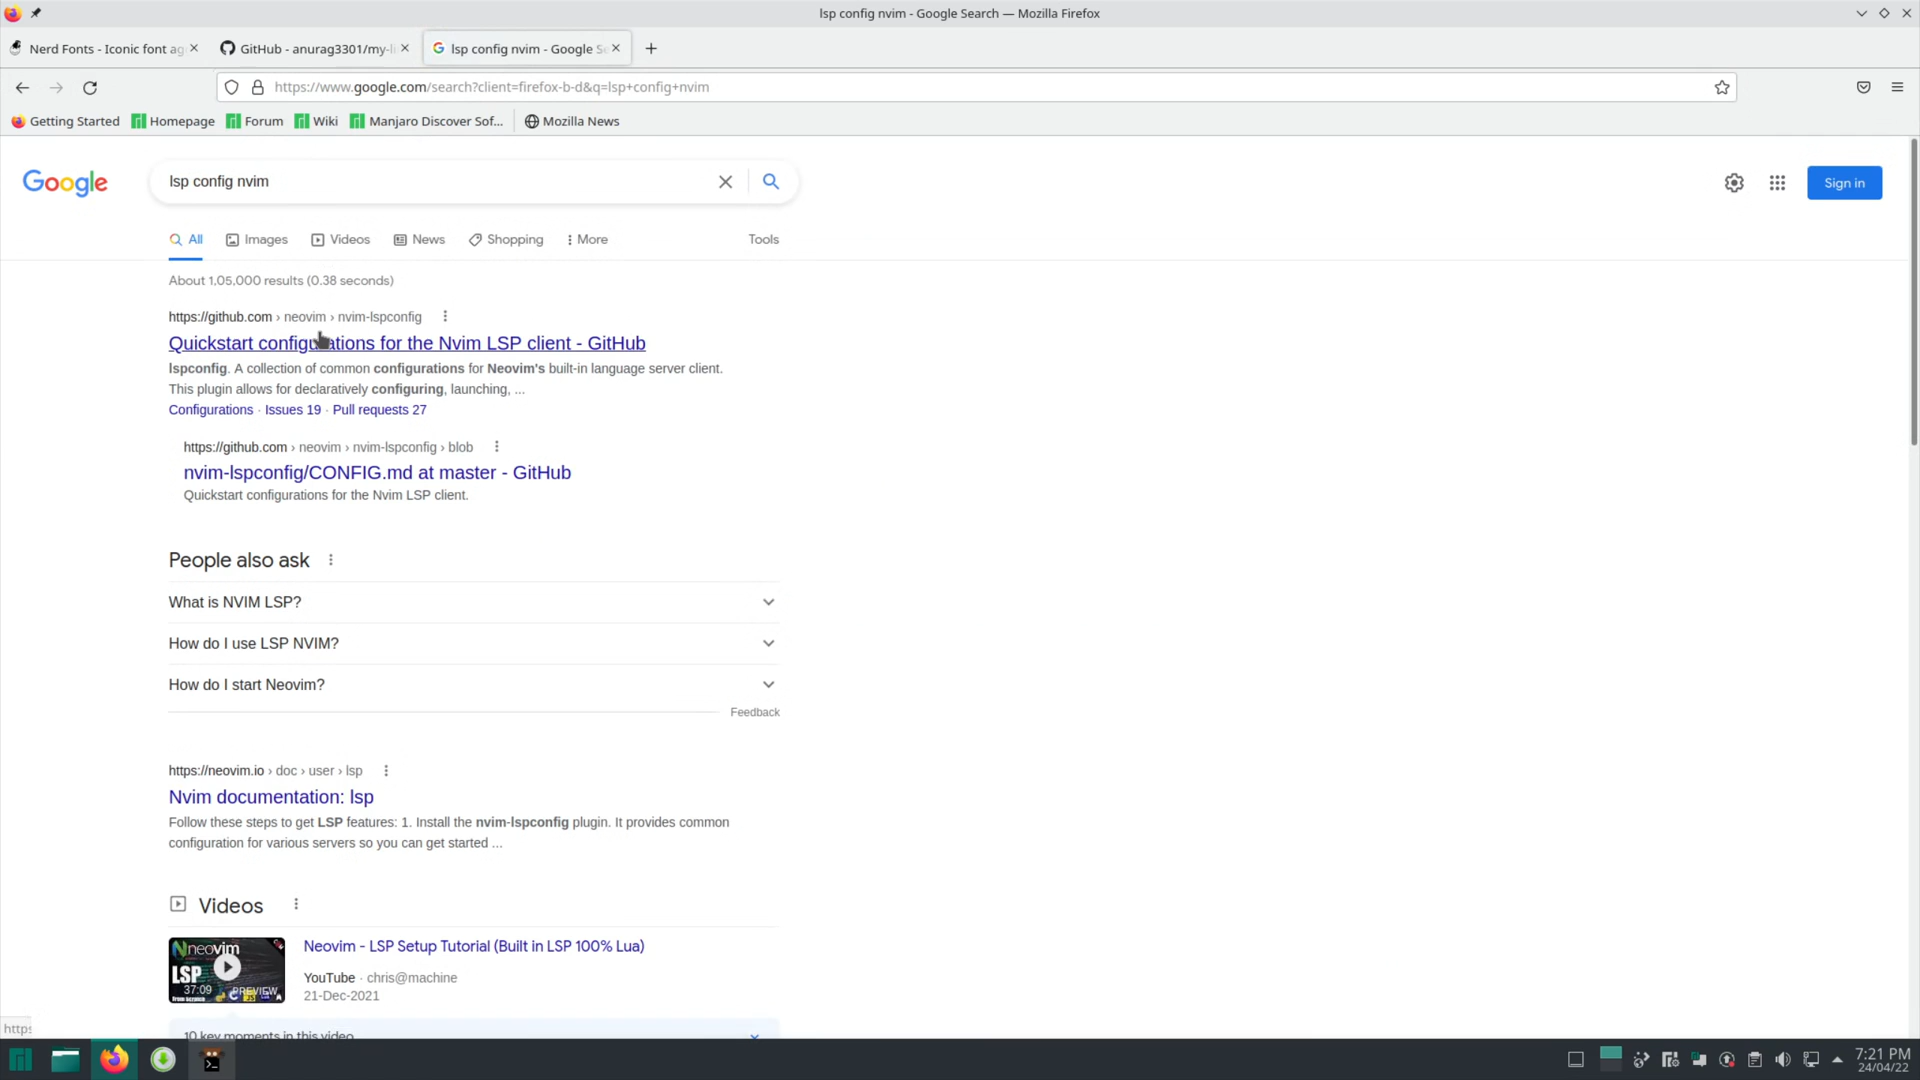 lsp config nvim - Google Search — Mozilla Firefox
Nerd Fonts - Iconic font ag
GitHub - anurag3301/my-li
lsp config nvim - Google Se
https://www.google.com/search?client=firefox-b-d&q=lsp+config+nvim
Getting Started
Homepage
Forum
Wiki
Manjaro Discover Sof...
Mozilla News
Google
lsp config nvim
Sign in
All
Images
Videos
News
Shopping
More
Tools
About 1,05,000 results (0.38 seconds)
https://github.com › neovim › nvim-lspconfig
Quickstart configurations for the Nvim LSP client - GitHub
lspconfig. A collection of common configurations for Neovim's built-in language server client.
This plugin allows for declaratively configuring, launching, ...
Configurations · Issues 19 · Pull requests 27
https://github.com › neovim › nvim-lspconfig › blob
nvim-lspconfig/CONFIG.md at master - GitHub
Quickstart configurations for the Nvim LSP client.
People also ask
What is NVIM LSP?
How do I use LSP NVIM?
How do I start Neovim?
Feedback
https://neovim.io › doc › user › lsp
Nvim documentation: lsp
Follow these steps to get LSP features: 1. Install the nvim-lspconfig plugin. It provides common
configuration for various servers so you can get started ...
Videos
neovim
LSP
37:09
PREVIEW
From Scratch
Neovim - LSP Setup Tutorial (Built in LSP 100% Lua)
YouTube · chris@machine
21-Dec-2021
10 key moments in this video
https
7:21 PM
24/04/22